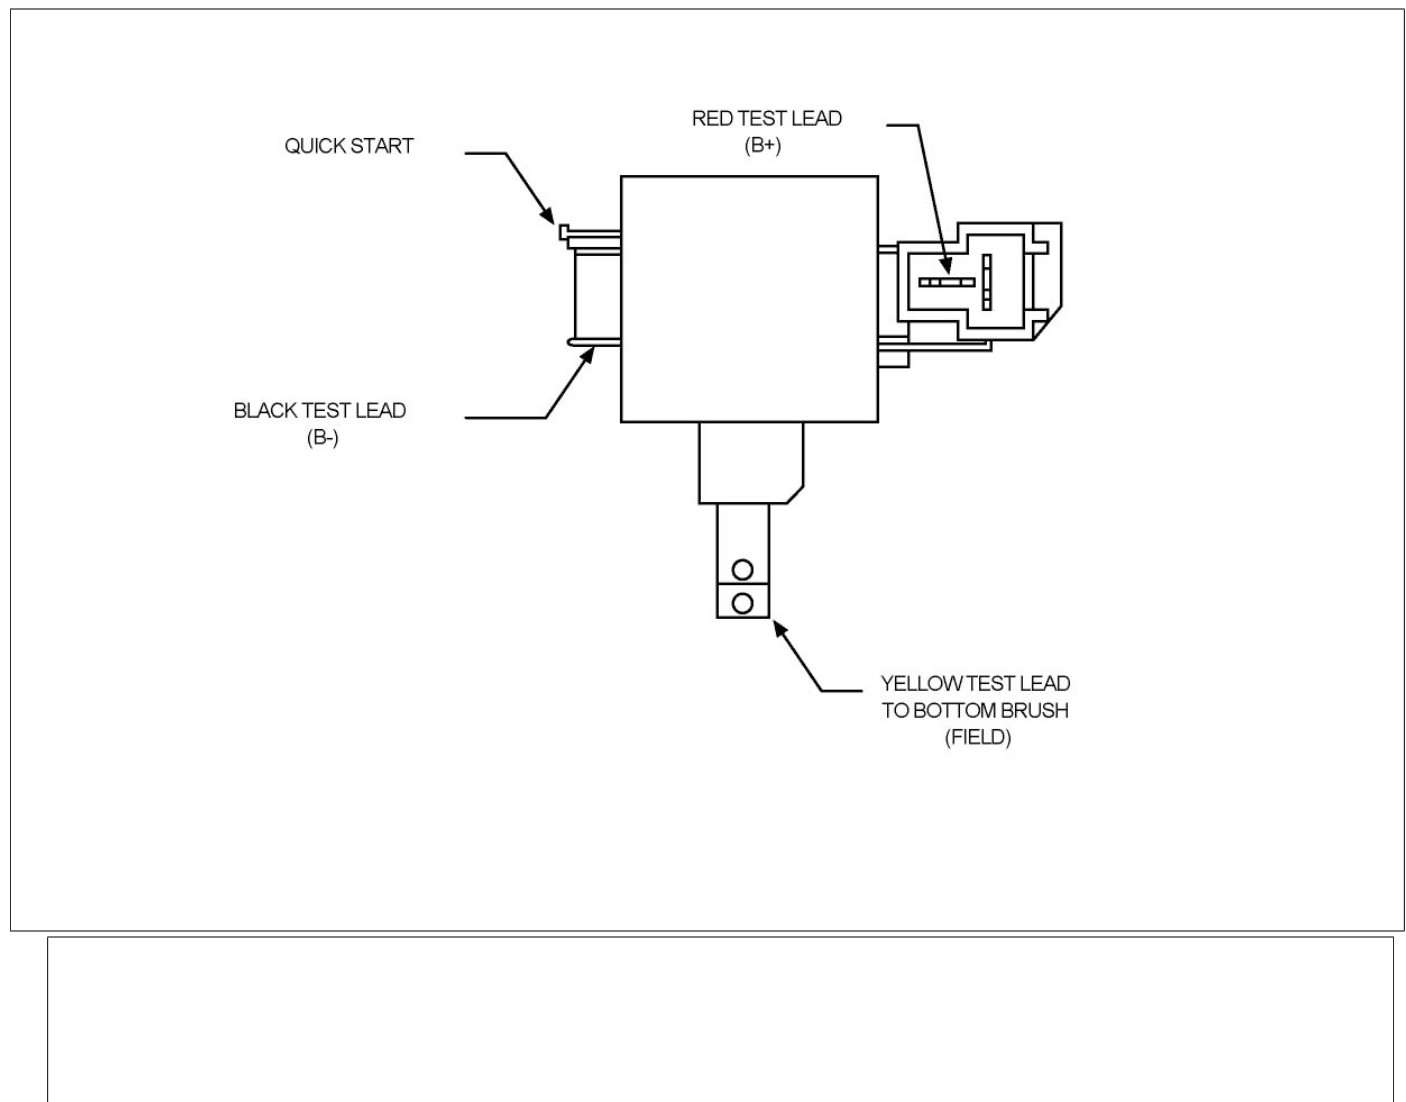 RED TEST LEAD
(B+)
QUICK START
BLACK TEST LEAD
(B-)
YELLOW TEST LEAD
TO BOTTOM BRUSH
(FIELD)